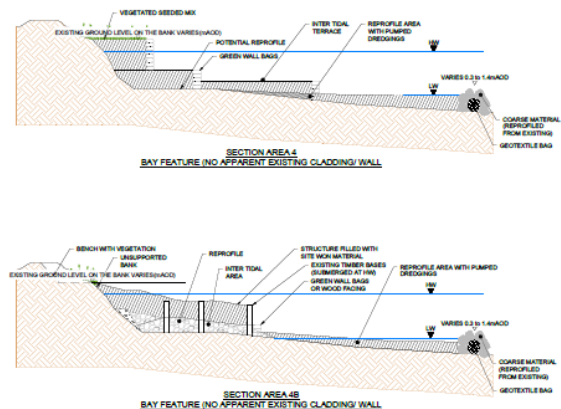 VEGETATED SEEDED MIX
EXISTING GROUND LEVEL ON THE BANK VARIES(mAOD)
POTENTIAL REPROFILE
GREEN WALL BAGS
INTER TIDAL
TERRACE
REPROFILE AREA
WITH PUMPED
DREDGINGS
HW
LW
VARIES 0.3 to 1.4mAOD
COARSE MATERIAL
(REPROFILED
FROM EXISTING)
GEOTEXTILE BAG
SECTION AREA 4
BAY FEATURE (NO APPARENT EXISTING CLADDING/ WALL
BENCH WITH VEGETATION
UNSUPPORTED
BANK
EXISTING GROUND LEVEL ON THE BANK VARIES(mAOD)
REPROFILE
INTER TIDAL
AREA
STRUCTURE FILLED WITH
SITE WON MATERIAL
EXISTING TIMBER BASES
(SUBMERGED AT HW)
GREEN WALL BAGS
OR WOOD FACING
REPROFILE AREA WITH PUMPED
DREDGINGS
HW
LW
VARIES 0.3 to 1.4mAOD
COARSE MATERIAL
(REPROFILED
FROM EXISTING)
GEOTEXTILE BAG
SECTION AREA 4B
BAY FEATURE (NO APPARENT EXISTING CLADDING/ WALL